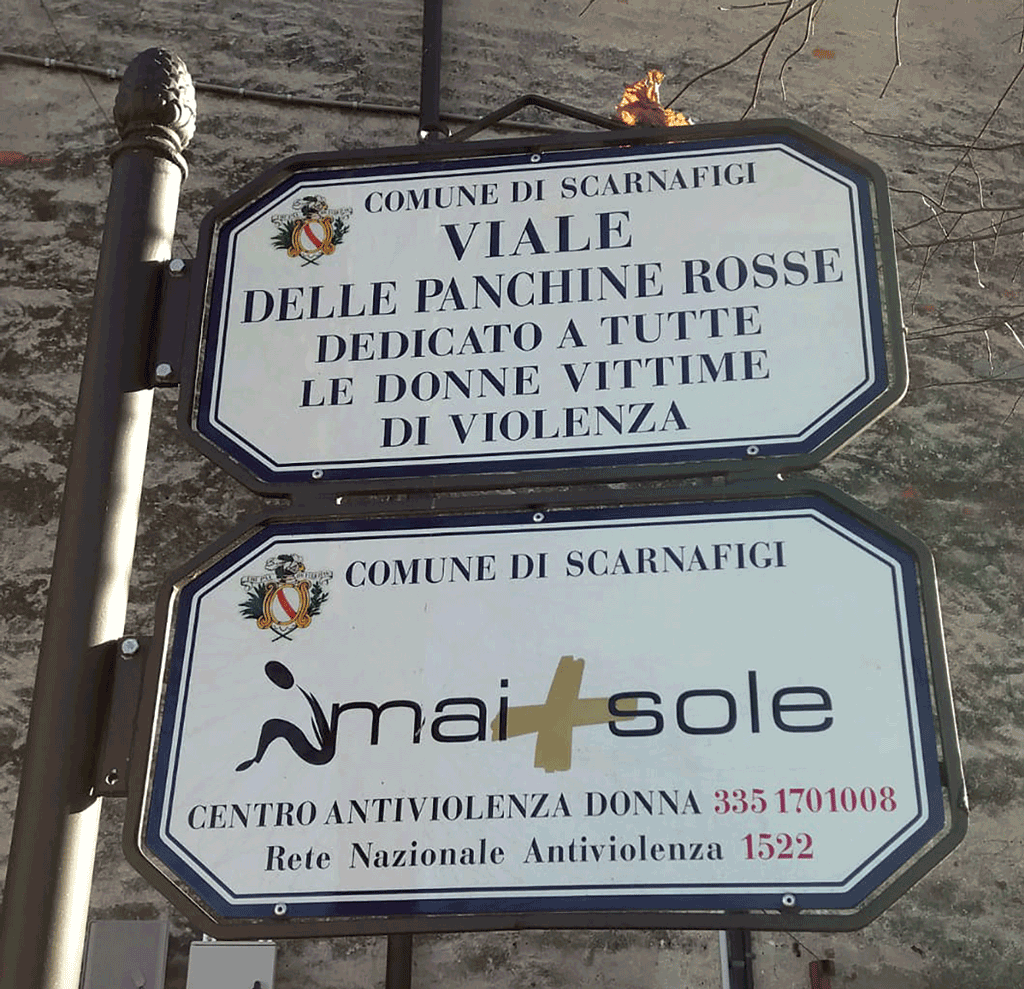 COMUNE DI SCARNAFIGI
VIALE
DELLE PANCHINE ROSSE
DEDICATO A TUTTE
LE DONNE VITTIME
DI VIOLENZA
COMUNE DI SCARNAFIGI
mai+sole
CENTRO ANTIVIOLENZA DONNA 335 1701008
Rete Nazionale Antiviolenza 1522